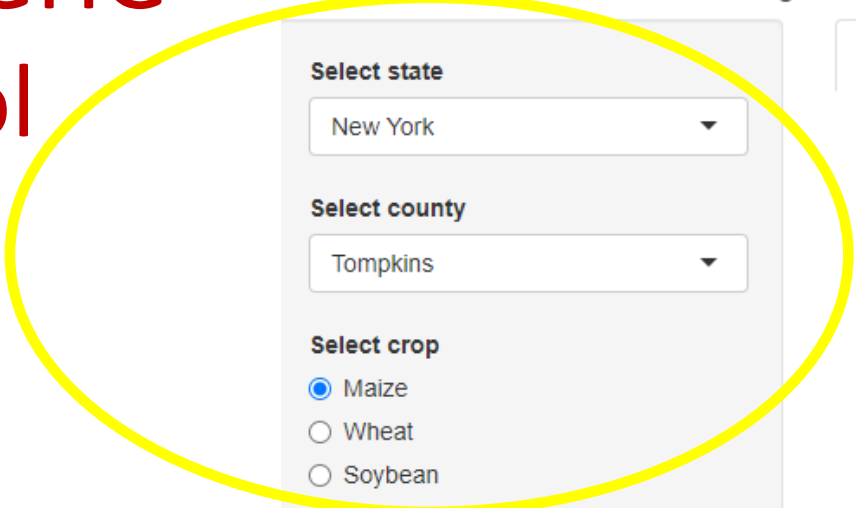 Select state
New York
Select county
Tompkins
Select crop
Maize
Wheat
Soybean